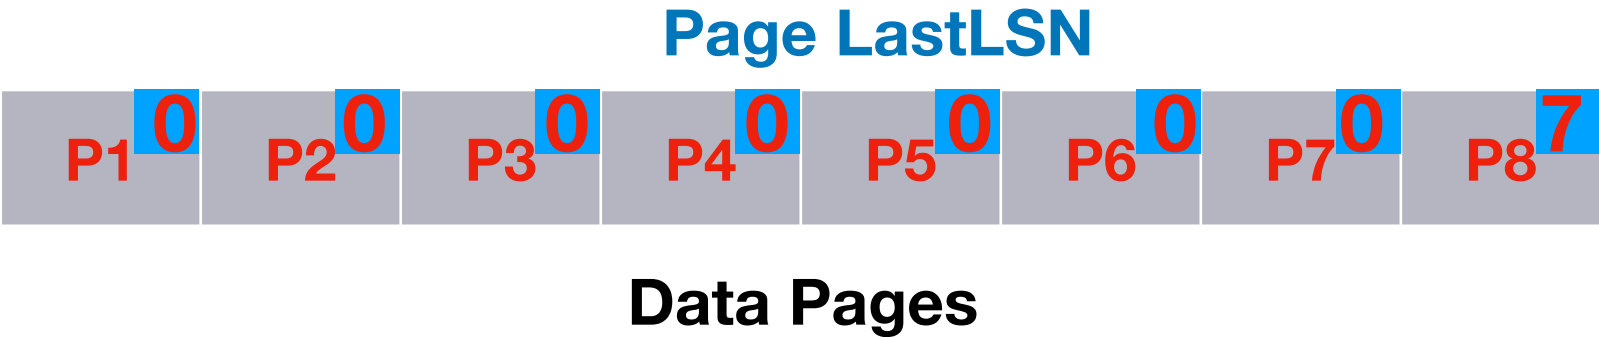 Page LastLSN
P1 0 P2 0 P3 0 P4 0 P5 0 P6 0 P7 0 P8 7
Data Pages